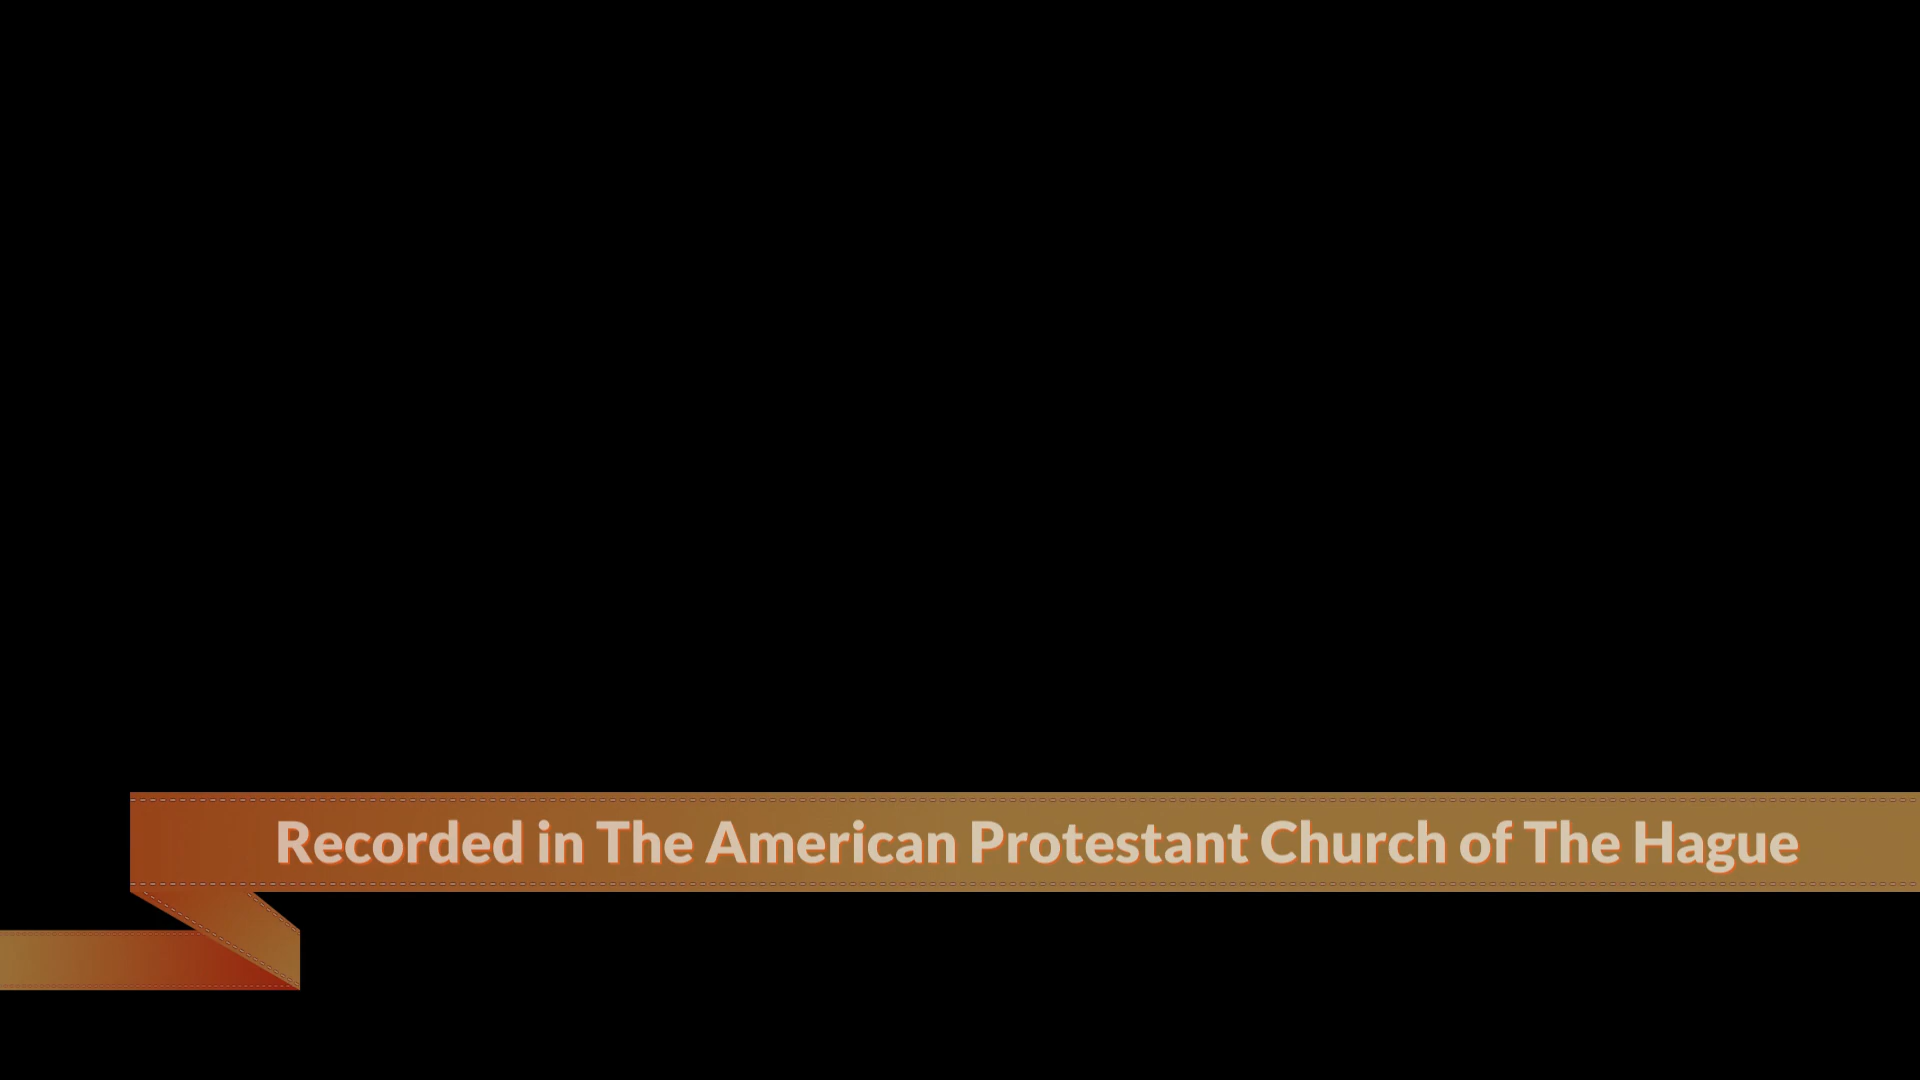 Recorded in The American Protestant Church of The Hague